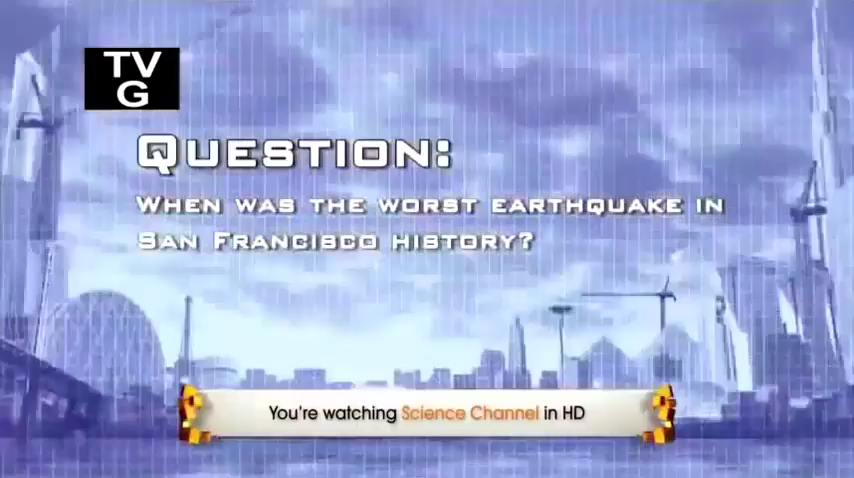 TV
G
QUESTION:
WHEN WAS THE WORST EARTHQUAKE IN
SAN FRANCISCO HISTORY?
You're watching Science Channel in HD